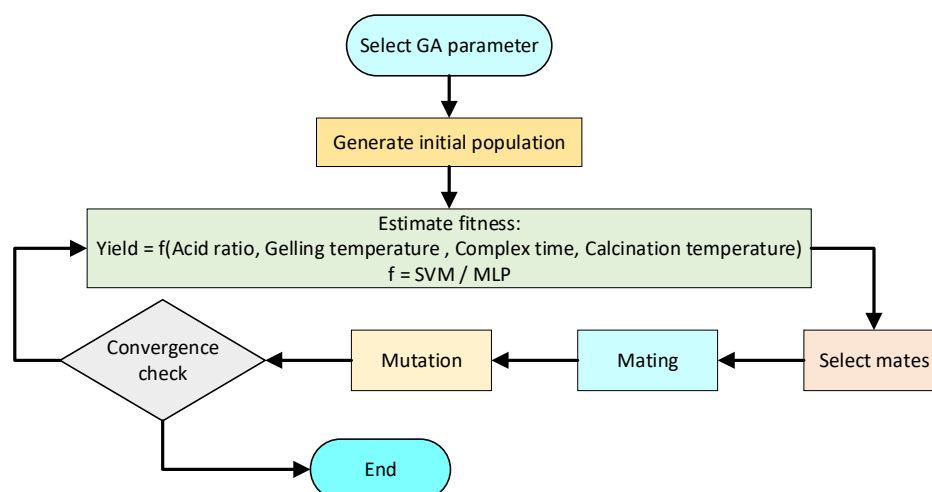 Select GA parameter
Generate initial population
Estimate fitness:
Yield = f(Acid ratio, Gelling temperature , Complex time, Calcination temperature)
f = SVM / MLP
Convergence
check
Mutation
Mating
Select mates
End